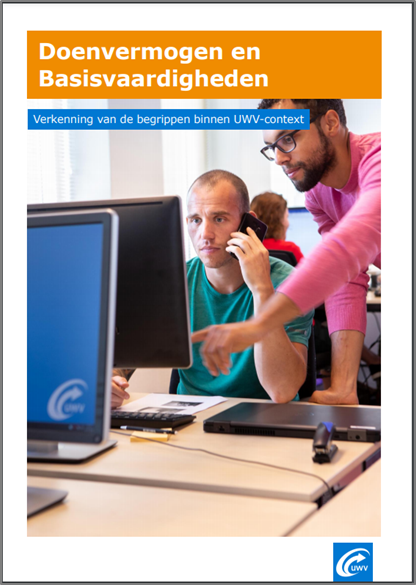 Doenvermogen en
Basisvaardigheden
Verkenning van de begrippen binnen UWV-context
UWV
UWV